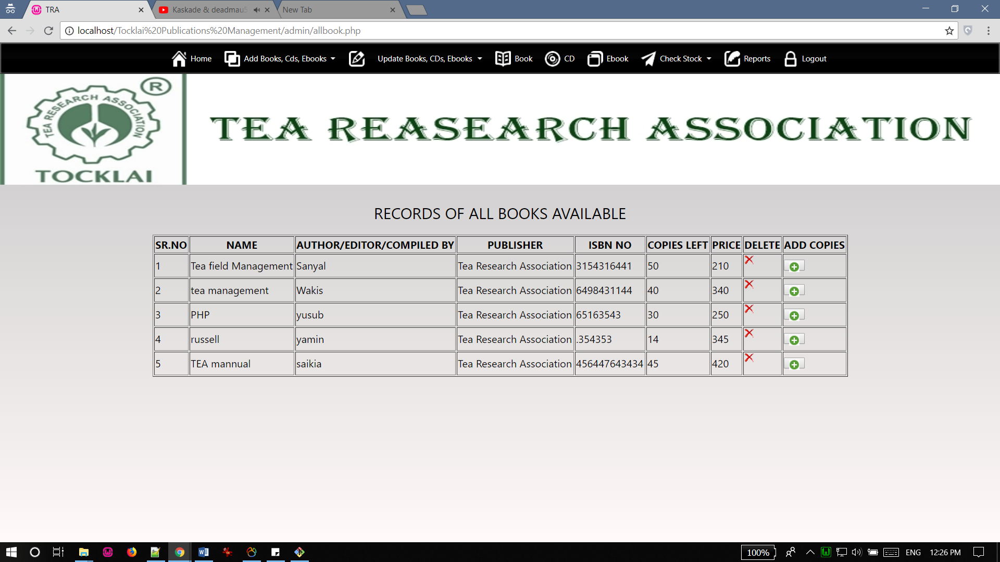 TRA
Kaskade & deadmau5
New Tab
localhost/Tocklai%20Publications%20Management/admin/allbook.php
Home Add Books, Cds, Ebooks Update Books, CDs, Ebooks Book CD Ebook Check Stock Reports Logout
®
TEA RESEARCH ASSOCIATION
TOCKLAI
TEA REASEARCH ASSOCIATION
RECORDS OF ALL BOOKS AVAILABLE
SR.NO NAME AUTHOR/EDITOR/COMPILED BY PUBLISHER ISBN NO COPIES LEFT PRICE DELETE ADD COPIES
1 Tea field Management Sanyal Tea Research Association 3154316441 50 210
2 tea management Wakis Tea Research Association 6498431144 40 340
3 PHP yusub Tea Research Association 65163543 30 250
4 russell yamin Tea Research Association .354353 14 345
5 TEA mannual saikia Tea Research Association 456447643434 45 420
100% ENG 12:26 PM